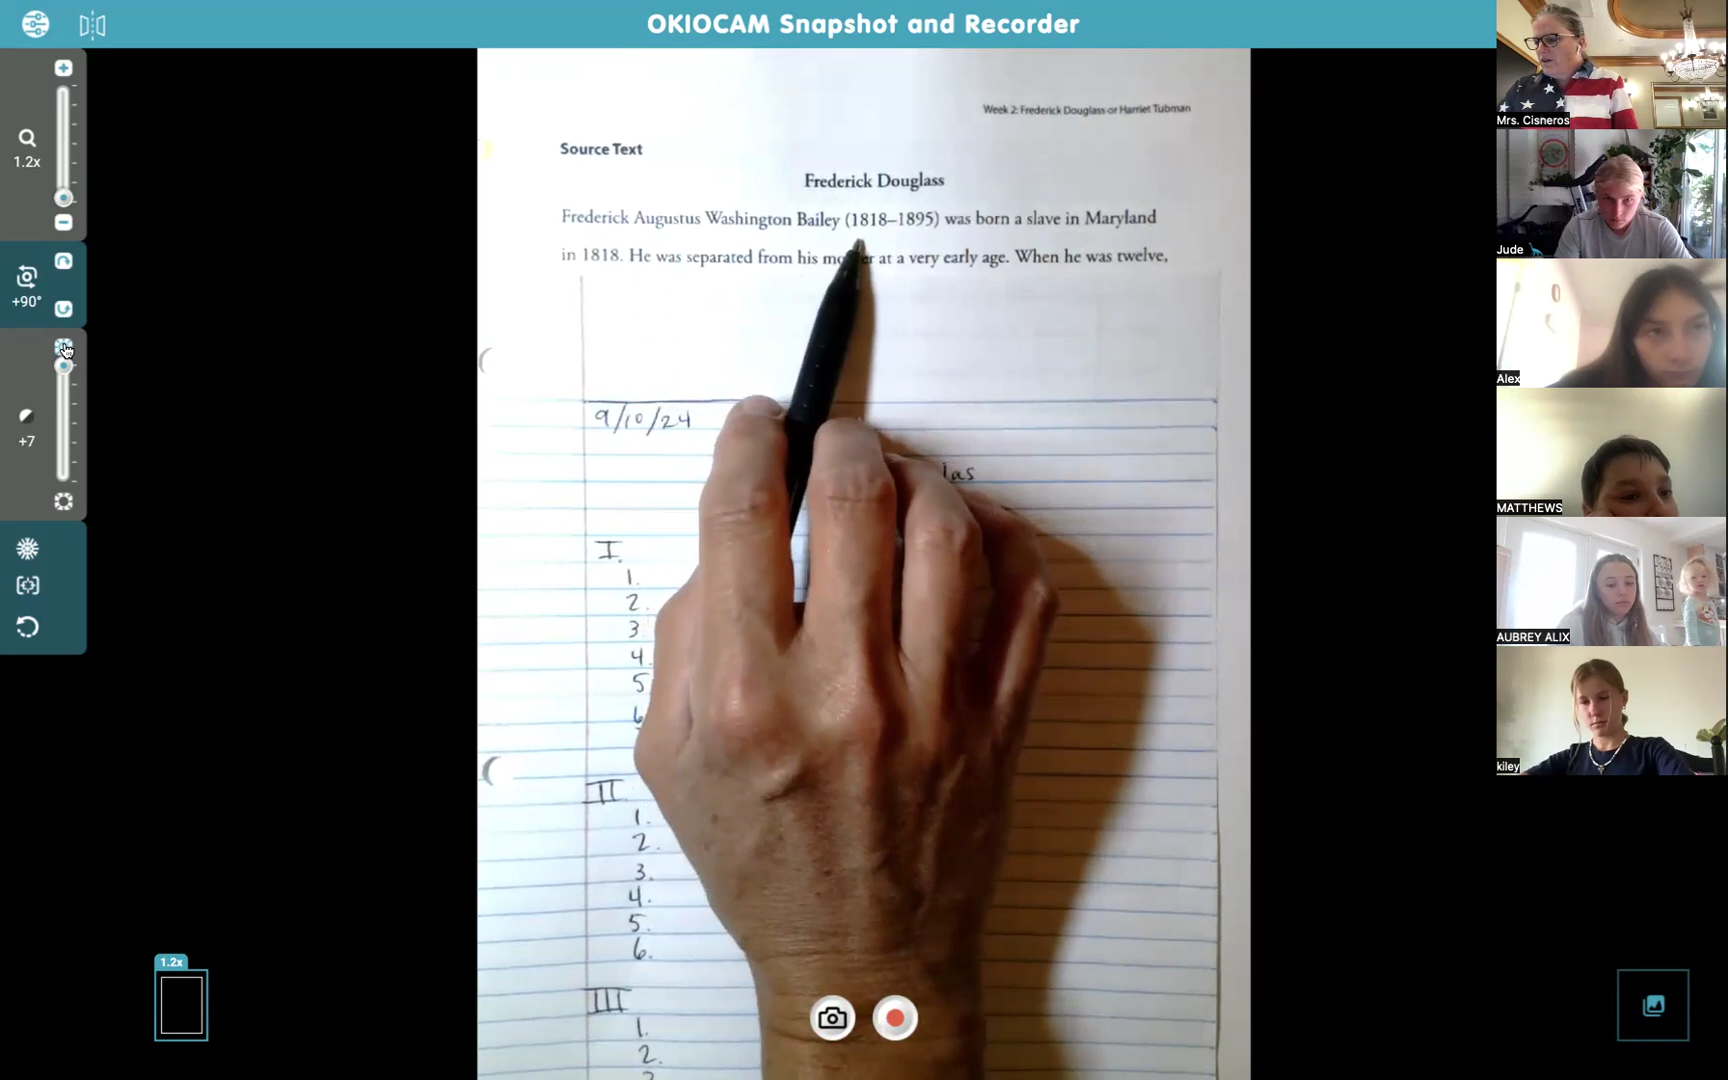 OKIOCAM Snapshot and Recorder
1.2x
+90°
+7
1.2x
Week 2: Frederick Douglass or Harriet Tubman
Source Text
Frederick Douglass
Frederick Augustus Washington Bailey (1818–1895) was born a slave in Maryland
in 1818. He was separated from his at a very early age. When he was twelve,
9/10/24
las
I.
1.
2.
3
4.
5
6
II.
1.
2.
3.
4.
5.
6.
III
1.
2.
Mrs. Cisneros
Jude
Alex
MATTHEWS
AUBREY ALIX
kiley